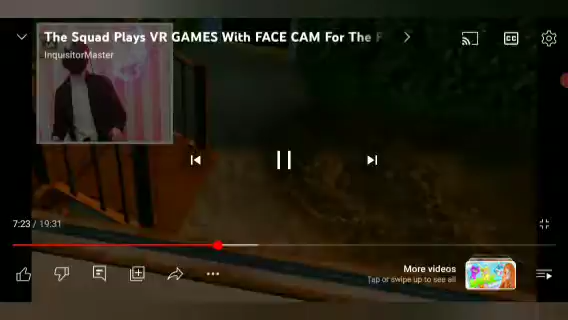 The Squad Plays VR GAMES With FACE CAM For The F
InquisitorMaster
CC
7:23 / 19:31
More videos
Tap or swipe up to see all